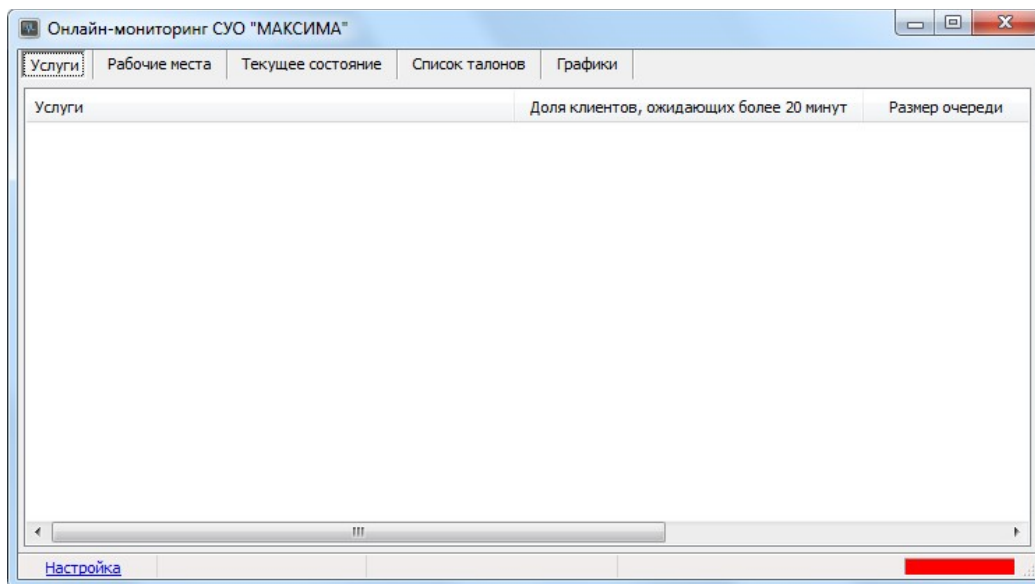 Онлайн-мониторинг СУО "МАКСИМА"
Услуги Рабочие места Текущее состояние Список талонов Графики
Услуги Доля клиентов, ожидающих более 20 минут Размер очереди
Настройка